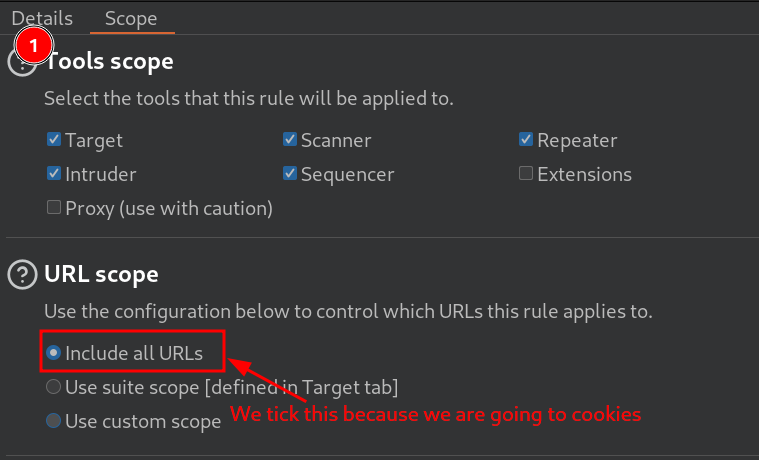 Details Scope
1
? Tools scope
Select the tools that this rule will be applied to.
Target Scanner Repeater
Intruder Sequencer Extensions
Proxy (use with caution)
? URL scope
Use the configuration below to control which URLs this rule applies to.
Include all URLs
Use suite scope [defined in Target tab]
We tick this because we are going to cookies
Use custom scope